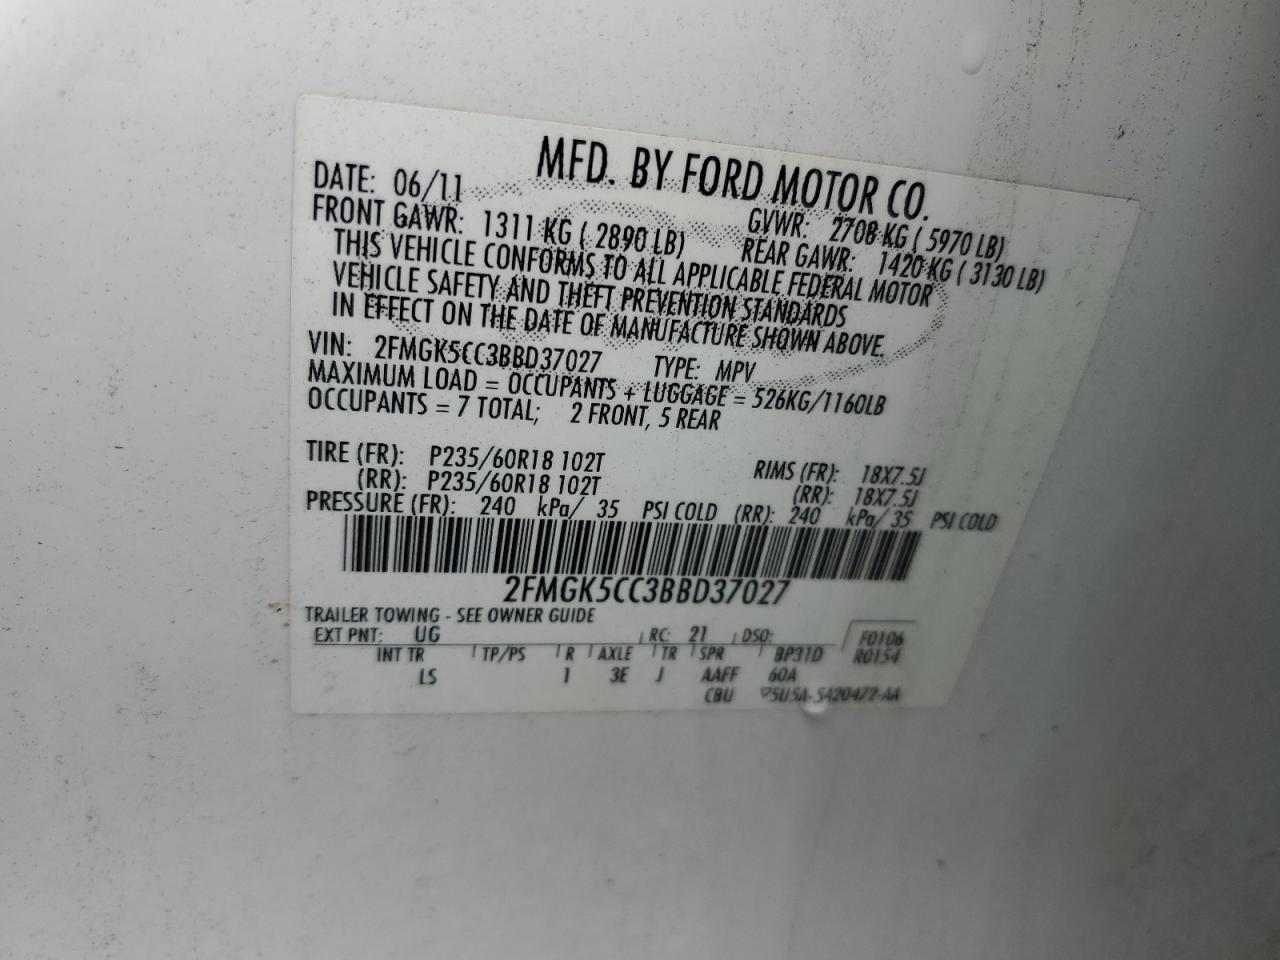 MFD. BY FORD MOTOR CO.
DATE: 06/11 GVWR: 2708 KG ( 5970 LB)
FRONT GAWR: 1311 KG ( 2890 LB) REAR GAWR: 1420 KG ( 3130 LB)
THIS VEHICLE CONFORMS TO ALL APPLICABLE FEDERAL MOTOR
VEHICLE SAFETY AND THEFT PREVENTION STANDARDS
IN EFFECT ON THE DATE OF MANUFACTURE SHOWN ABOVE.
VIN: 2FMGK5CC3BBD37027 TYPE: MPV
MAXIMUM LOAD = OCCUPANTS + LUGGAGE = 526KG/1160LB
OCCUPANTS = 7 TOTAL; 2 FRONT, 5 REAR
TIRE (FR): P235/60R18 102T RIMS (FR): 18X7.5J
(RR): P235/60R18 102T (RR): 18X7.5J
PRESSURE (FR): 240 kPa/ 35 PSI COLD (RR): 240 kPa/ 35 PSI COLD
2FMGK5CC3BBD37027
TRAILER TOWING - SEE OWNER GUIDE
EXT PNT: UG RC: 21 DSO: F0106
INT TR TP/PS R AXLE TR SPR BP31D R0154
LS 1 3E J AAFF 60A
CBU 5U5A-5420472-AA